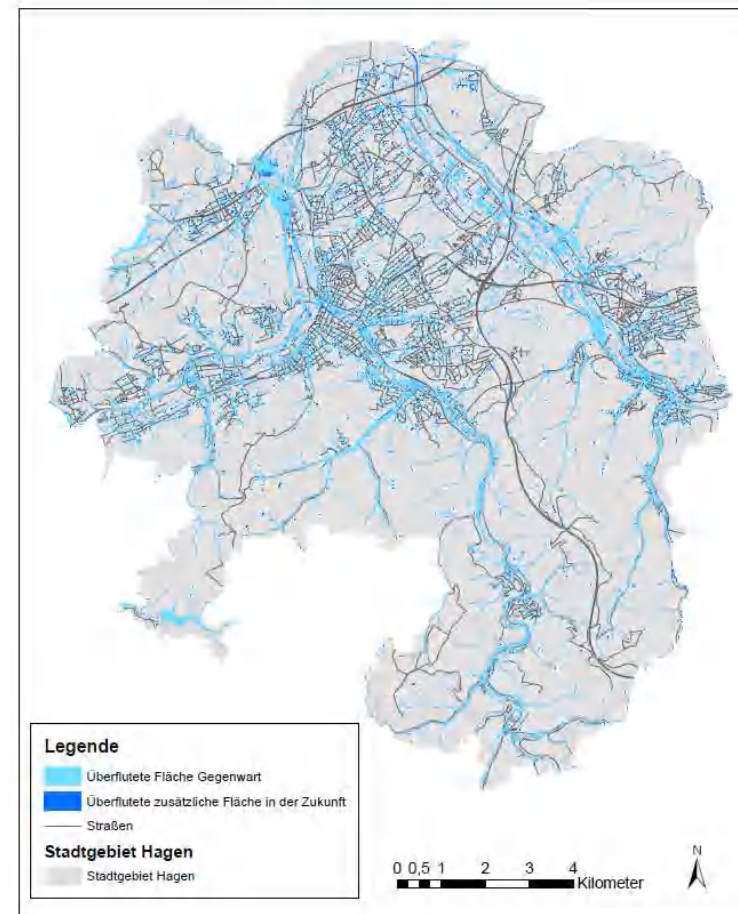 Legende
Überflutete Fläche Gegenwart
Überflutete zusätzliche Fläche in der Zukunft
Straßen
Stadtgebiet Hagen
Stadtgebiet Hagen
0 0,5 1 2 3 4
Kilometer
N